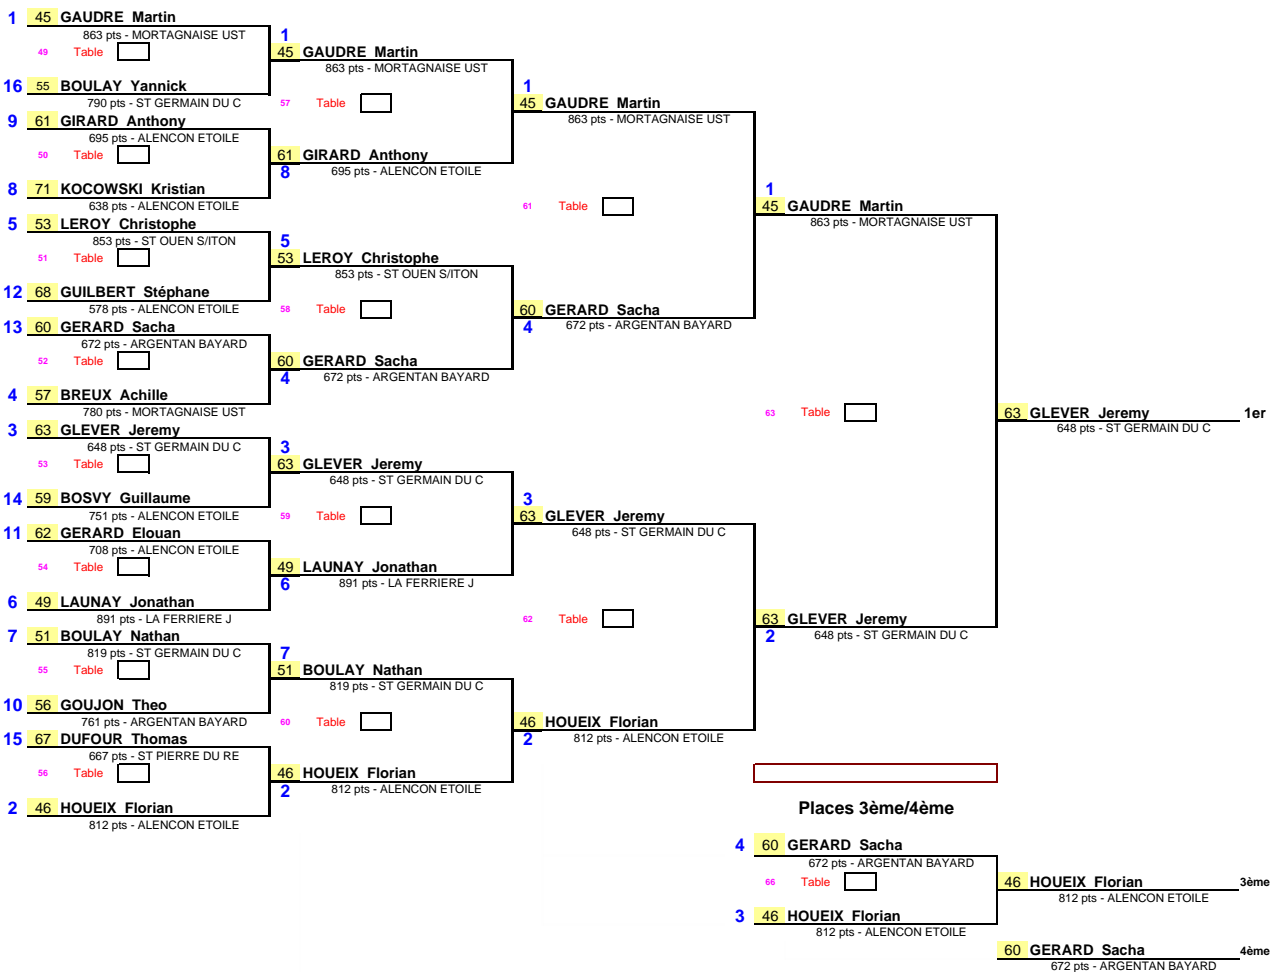 1 45 GAUDRE Martin
863 pts - MORTAGNAISE UST
49 Table
16 55 BOULAY Yannick
790 pts - ST GERMAIN DU C
9 61 GIRARD Anthony
695 pts - ALENCON ETOILE
50 Table
8 71 KOCOWSKI Kristian
638 pts - ALENCON ETOILE
5 53 LEROY Christophe
853 pts - ST OUEN S/ITON
51 Table
12 68 GUILBERT Stéphane
578 pts - ALENCON ETOILE
13 60 GERARD Sacha
672 pts - ARGENTAN BAYARD
52 Table
4 57 BREUX Achille
780 pts - MORTAGNAISE UST
3 63 GLEVER Jeremy
648 pts - ST GERMAIN DU C
53 Table
14 59 BOSVY Guillaume
751 pts - ALENCON ETOILE
11 62 GERARD Elouan
708 pts - ALENCON ETOILE
54 Table
6 49 LAUNAY Jonathan
891 pts - LA FERRIERE J
7 51 BOULAY Nathan
819 pts - ST GERMAIN DU C
55 Table
10 56 GOUJON Theo
761 pts - ARGENTAN BAYARD
15 67 DUFOUR Thomas
667 pts - ST PIERRE DU RE
56 Table
2 46 HOUEIX Florian
812 pts - ALENCON ETOILE
1
45 GAUDRE Martin
863 pts - MORTAGNAISE UST
57 Table
61 GIRARD Anthony
8 695 pts - ALENCON ETOILE
5
53 LEROY Christophe
853 pts - ST OUEN S/ITON
58 Table
60 GERARD Sacha
4 672 pts - ARGENTAN BAYARD
3
63 GLEVER Jeremy
648 pts - ST GERMAIN DU C
59 Table
49 LAUNAY Jonathan
6 891 pts - LA FERRIERE J
7
51 BOULAY Nathan
819 pts - ST GERMAIN DU C
60 Table
46 HOUEIX Florian
2 812 pts - ALENCON ETOILE
1
45 GAUDRE Martin
863 pts - MORTAGNAISE UST
61 Table
60 GERARD Sacha
4 672 pts - ARGENTAN BAYARD
3
63 GLEVER Jeremy
648 pts - ST GERMAIN DU C
62 Table
46 HOUEIX Florian
2 812 pts - ALENCON ETOILE
1
45 GAUDRE Martin
863 pts - MORTAGNAISE UST
63 Table
63 GLEVER Jeremy
2 648 pts - ST GERMAIN DU C
63 GLEVER Jeremy 1er
648 pts - ST GERMAIN DU C
Places 3ème/4ème
4 60 GERARD Sacha
672 pts - ARGENTAN BAYARD
66 Table
3 46 HOUEIX Florian
812 pts - ALENCON ETOILE
46 HOUEIX Florian 3ème
812 pts - ALENCON ETOILE
60 GERARD Sacha 4ème
672 pts - ARGENTAN BAYARD